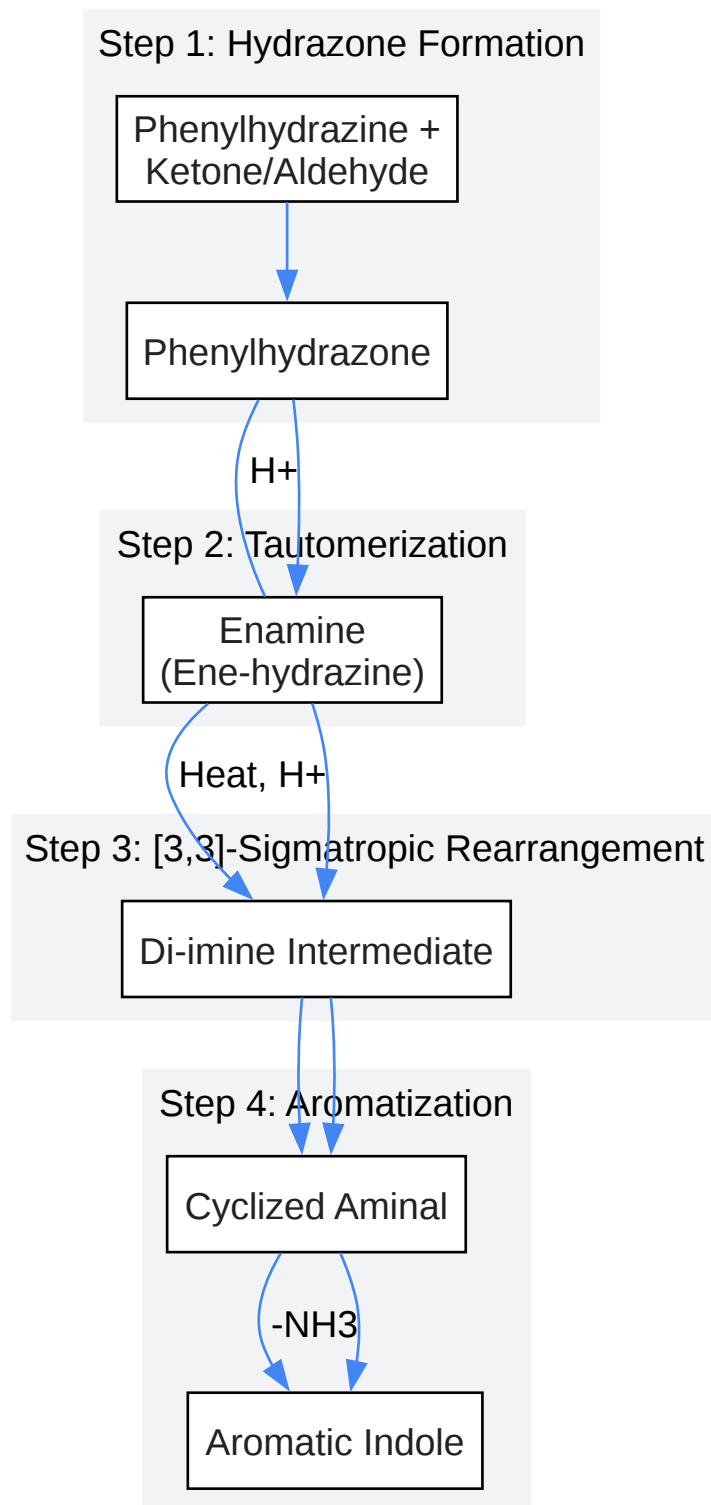 Step 1: Hydrazone Formation
Phenylhydrazine +
Ketone/Aldehyde
Phenylhydrazone
H+
Step 2: Tautomerization
Enamine
(Ene-hydrazine)
Heat, H+
Step 3: [3,3]-Sigmatropic Rearrangement
Di-imine Intermediate
Step 4: Aromatization
Cyclized Aminal
-NH3
Aromatic Indole